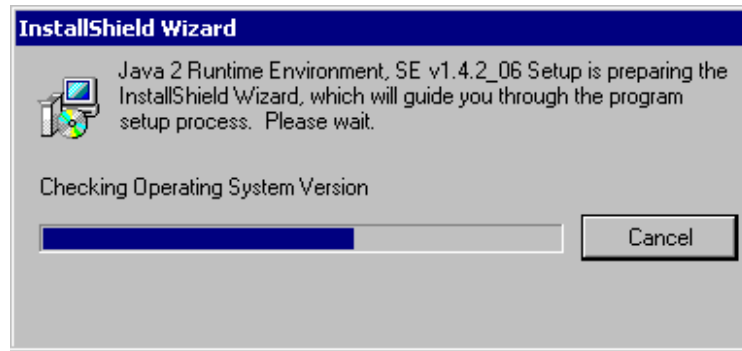 InstallShield Wizard
Java 2 Runtime Environment, SE v1.4.2_06 Setup is preparing the
InstallShield Wizard, which will guide you through the program
setup process.  Please wait.
Checking Operating System Version
Cancel